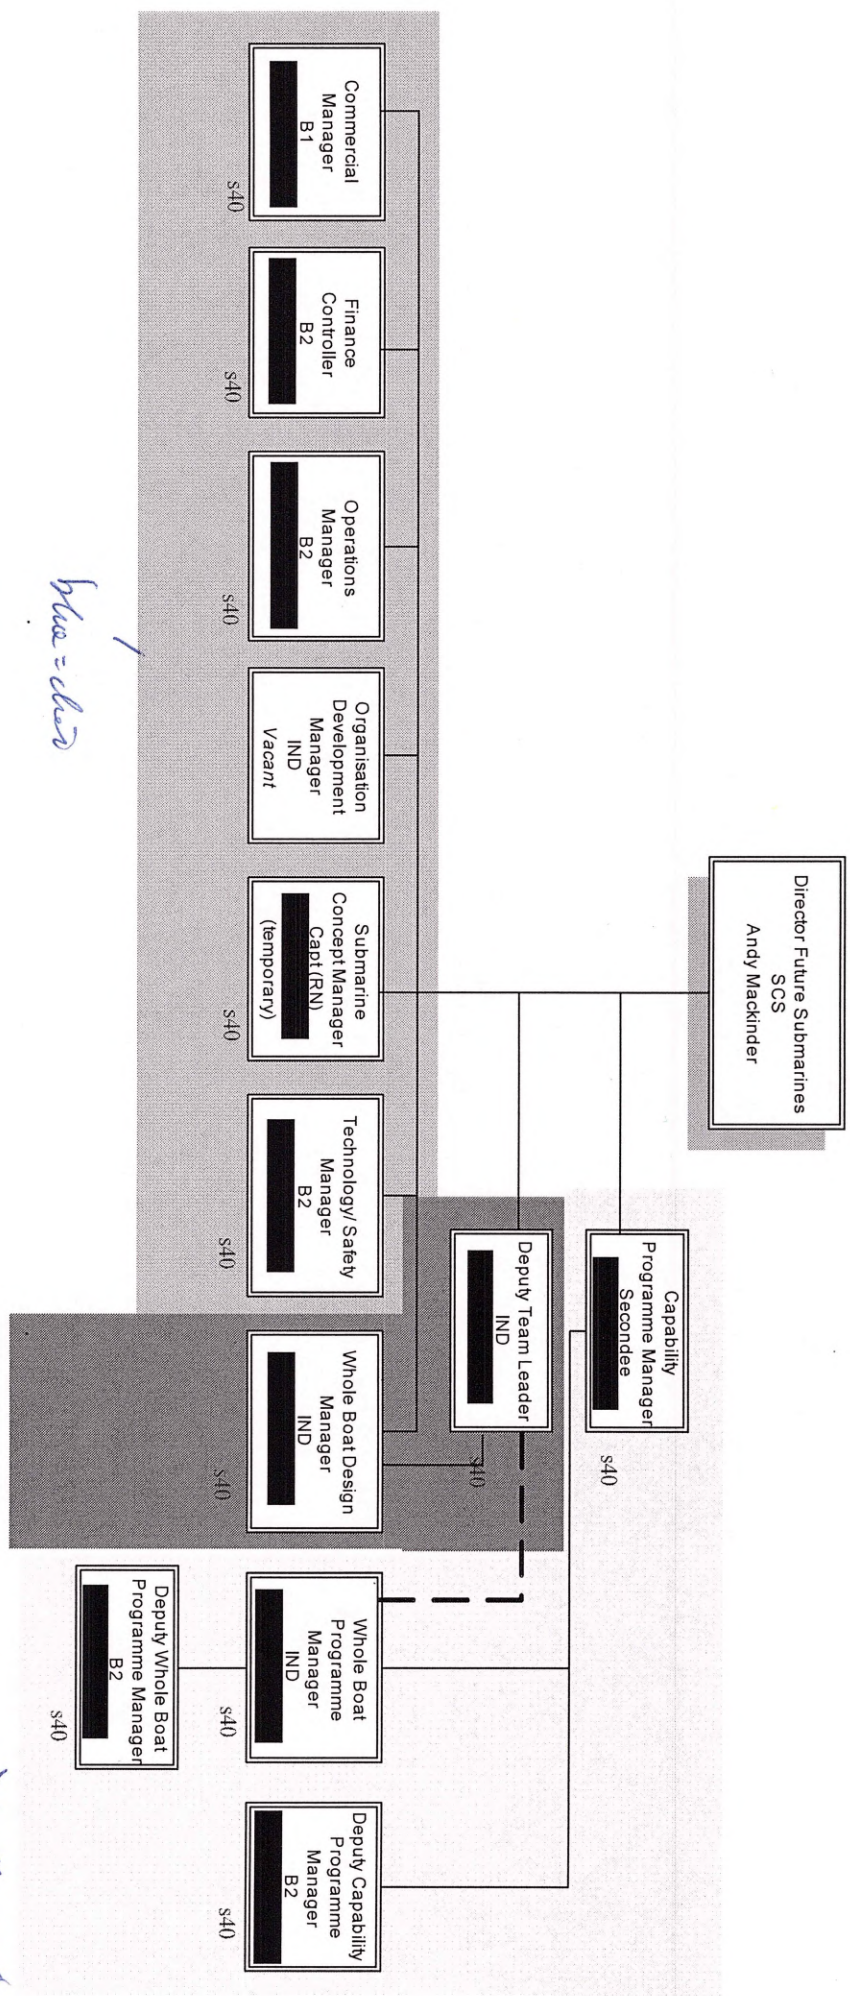 Director Future Submarines
SCS
Andy Mackinder
Capability
Programme Manager
Secondee
s40
Deputy Team Leader
IND
s40
Commercial
Manager
B1
s40
Finance
Controller
B2
s40
Operations
Manager
B2
s40
Organisation
Development
Manager
IND
Vacant
Submarine
Concept Manager
Capt (RN)
(temporary)
s40
Technology/ Safety
Manager
B2
s40
Whole Boat Design
Manager
IND
s40
Whole Boat
Programme
Manager
IND
s40
Deputy Capability
Programme
Manager
B2
s40
Deputy Whole Boat
Programme Manager
B2
s40
blue =